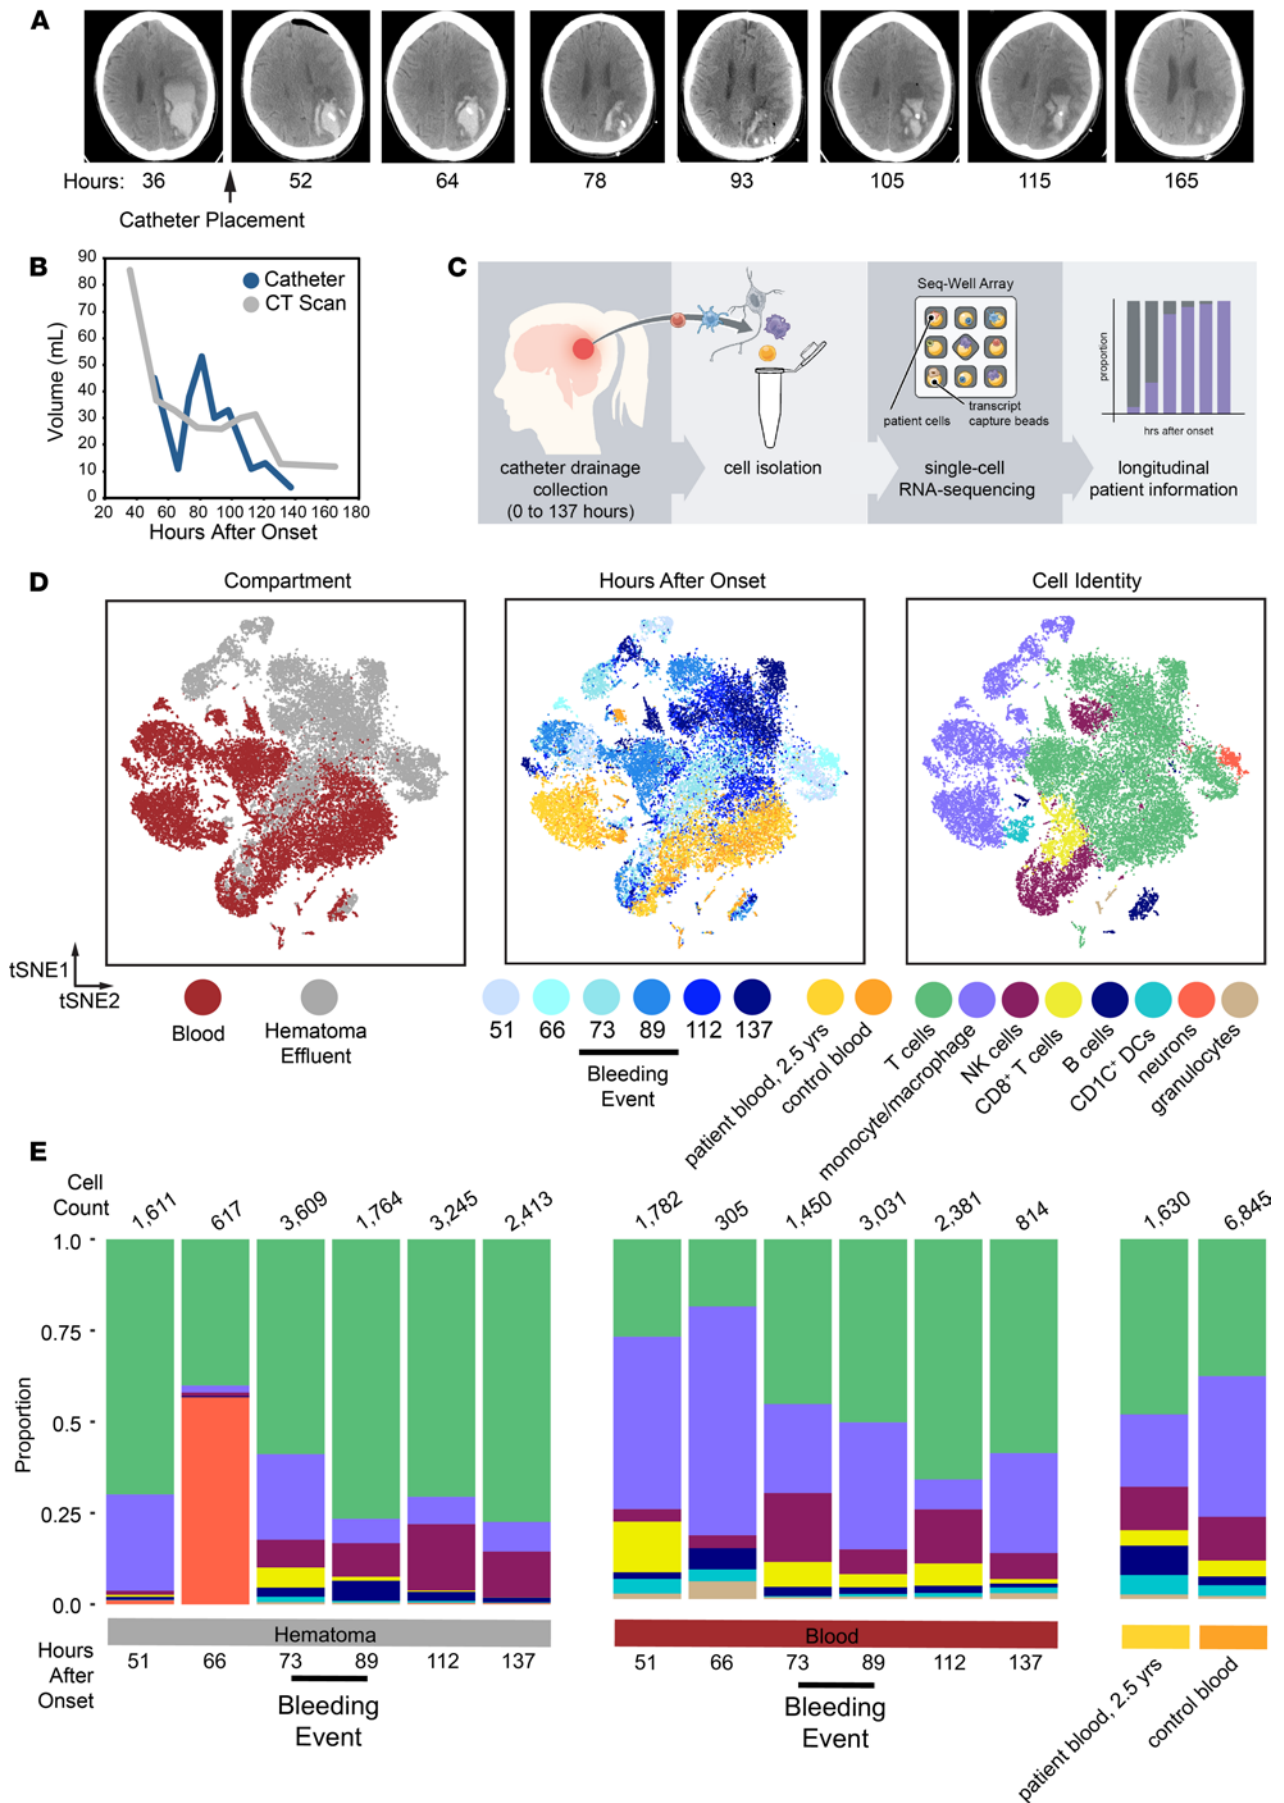 A
Hours: 36 52 64 78 93 105 115 165
Catheter Placement
B
90
80
70
60
50
40
30
20
10
0
Volume (mL)
Catheter
CT Scan
20 40 60 80 100 120 140 160 180
Hours After Onset
C
catheter drainage
collection
(0 to 137 hours)
cell isolation
Seq-Well Array
patient cells
transcript
capture beads
single-cell
RNA-sequencing
proportion
hrs after onset
longitudinal
patient information
D
Compartment
Hours After Onset
Cell Identity
tSNE1
tSNE2
Blood
Hematoma
Effluent
51 66 73 89 112 137
Bleeding
Event
patient blood, 2.5 yrs
control blood
T cells
monocyte/macrophage
NK cells
CD8+ T cells
B cells
CD1C+ DCs
neurons
granulocytes
E
Cell
Count
1,611 617 3,609 1,764 3,245 2,413
1,782 305 1,450 3,031 2,381 814
1,630 6,845
1.0
0.75
0.5
0.25
0.0
Proportion
Hematoma
Blood
Hours
After
Onset
51 66 73 89 112 137
Bleeding
Event
51 66 73 89 112 137
Bleeding
Event
patient blood, 2.5 yrs
control blood